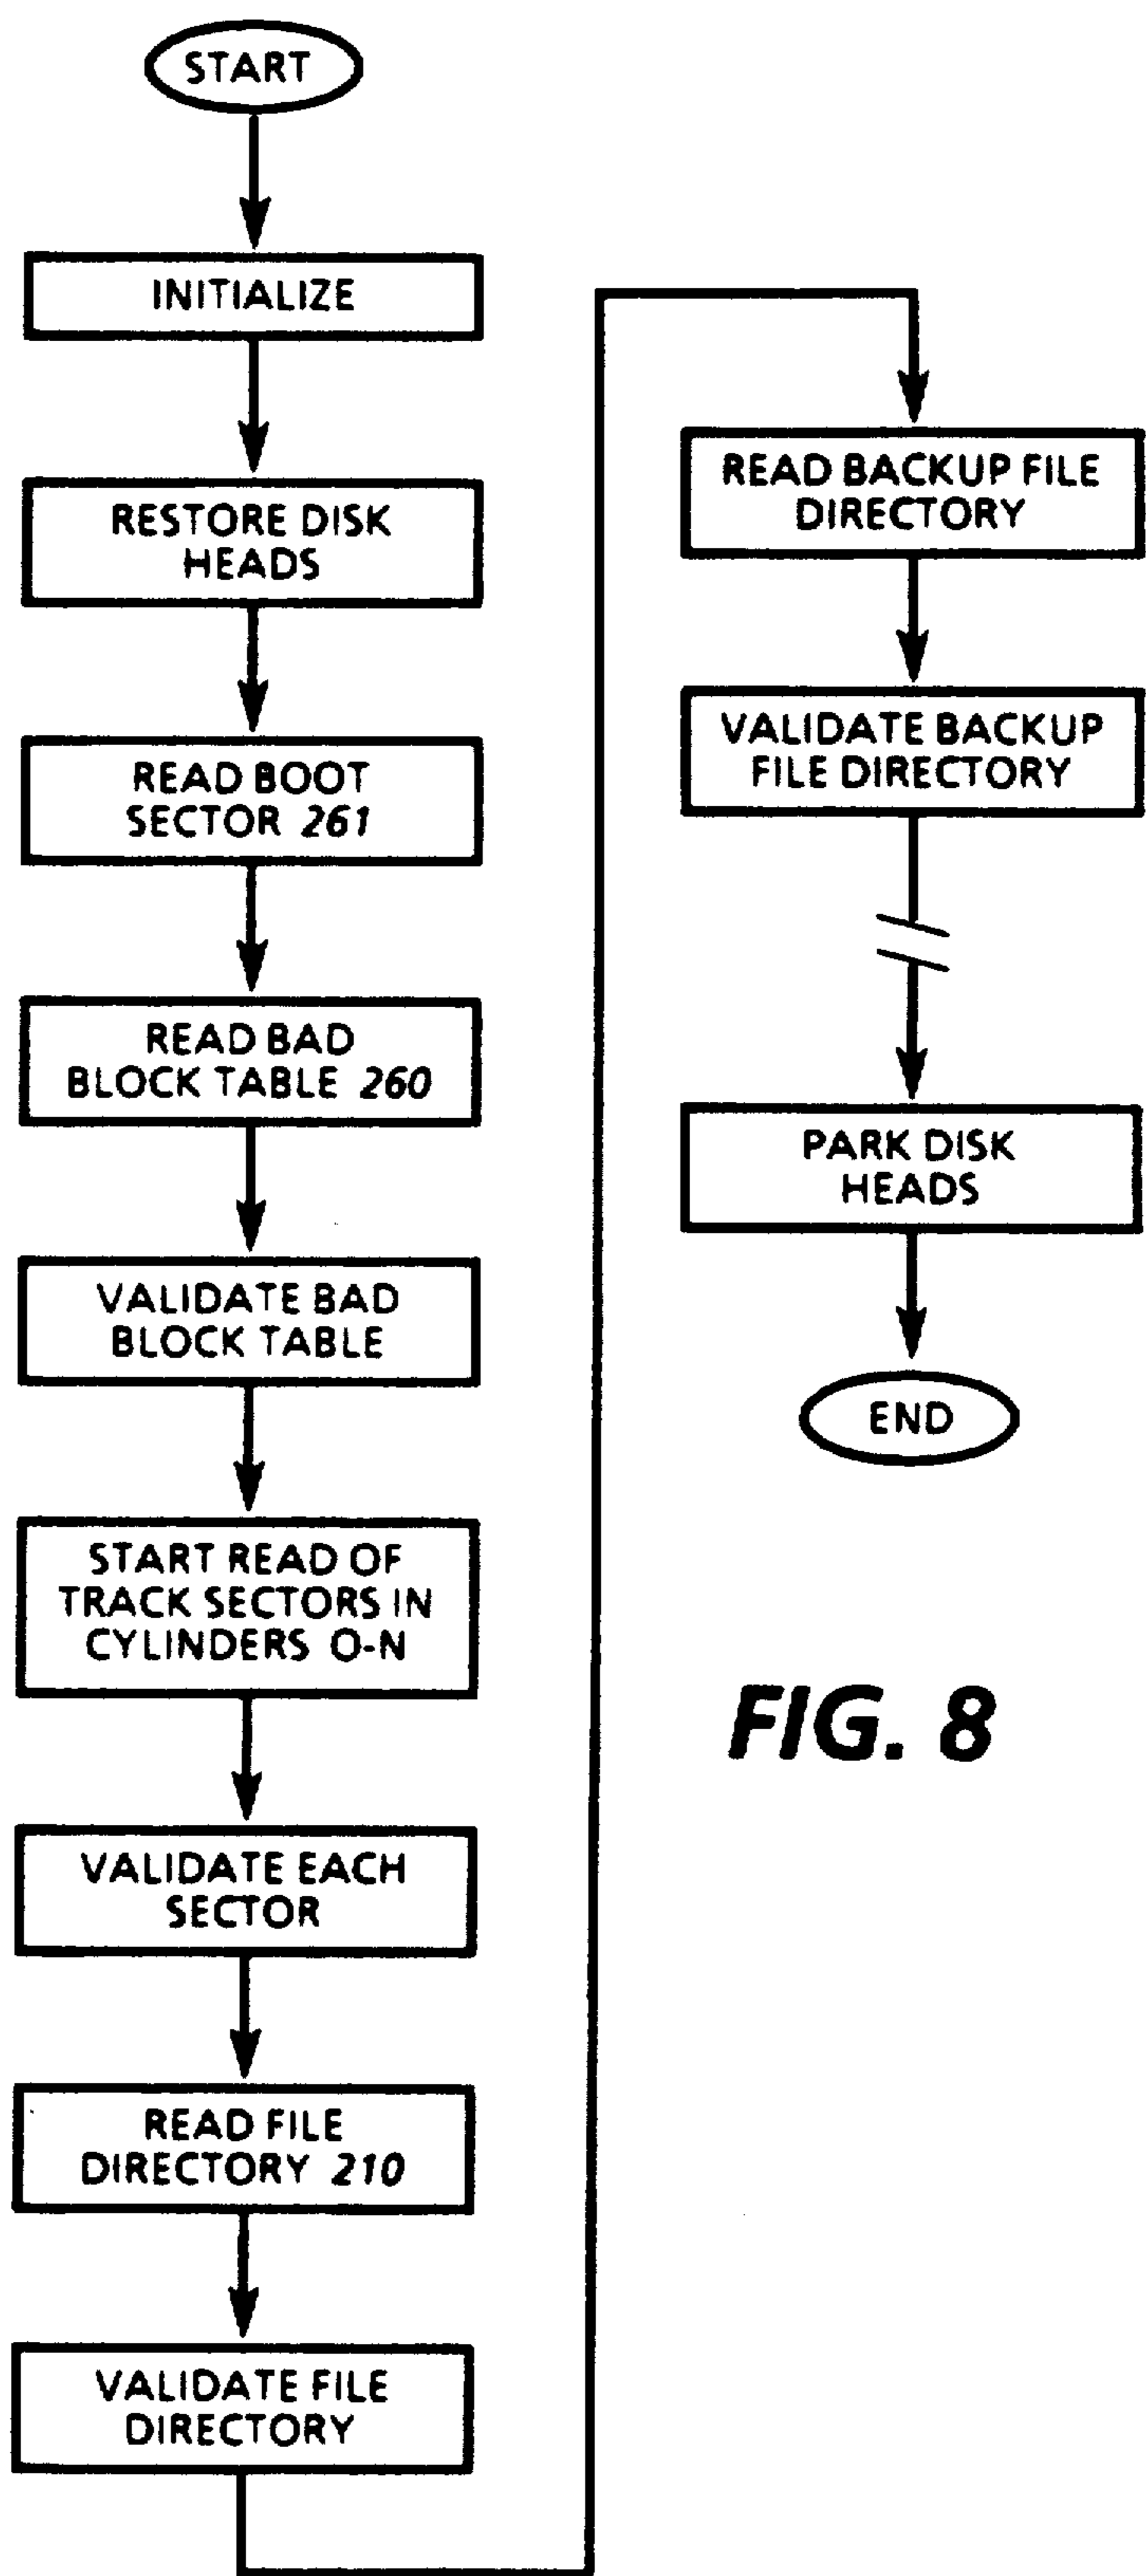 START
INITIALIZE
RESTORE DISK
HEADS
READ BOOT
SECTOR 261
READ BAD
BLOCK TABLE 260
VALIDATE BAD
BLOCK TABLE
START READ OF
TRACK SECTORS IN
CYLINDERS O-N
VALIDATE EACH
SECTOR
READ FILE
DIRECTORY 210
VALIDATE FILE
DIRECTORY
READ BACKUP FILE
DIRECTORY
VALIDATE BACKUP
FILE DIRECTORY
PARK DISK
HEADS
END
FIG. 8